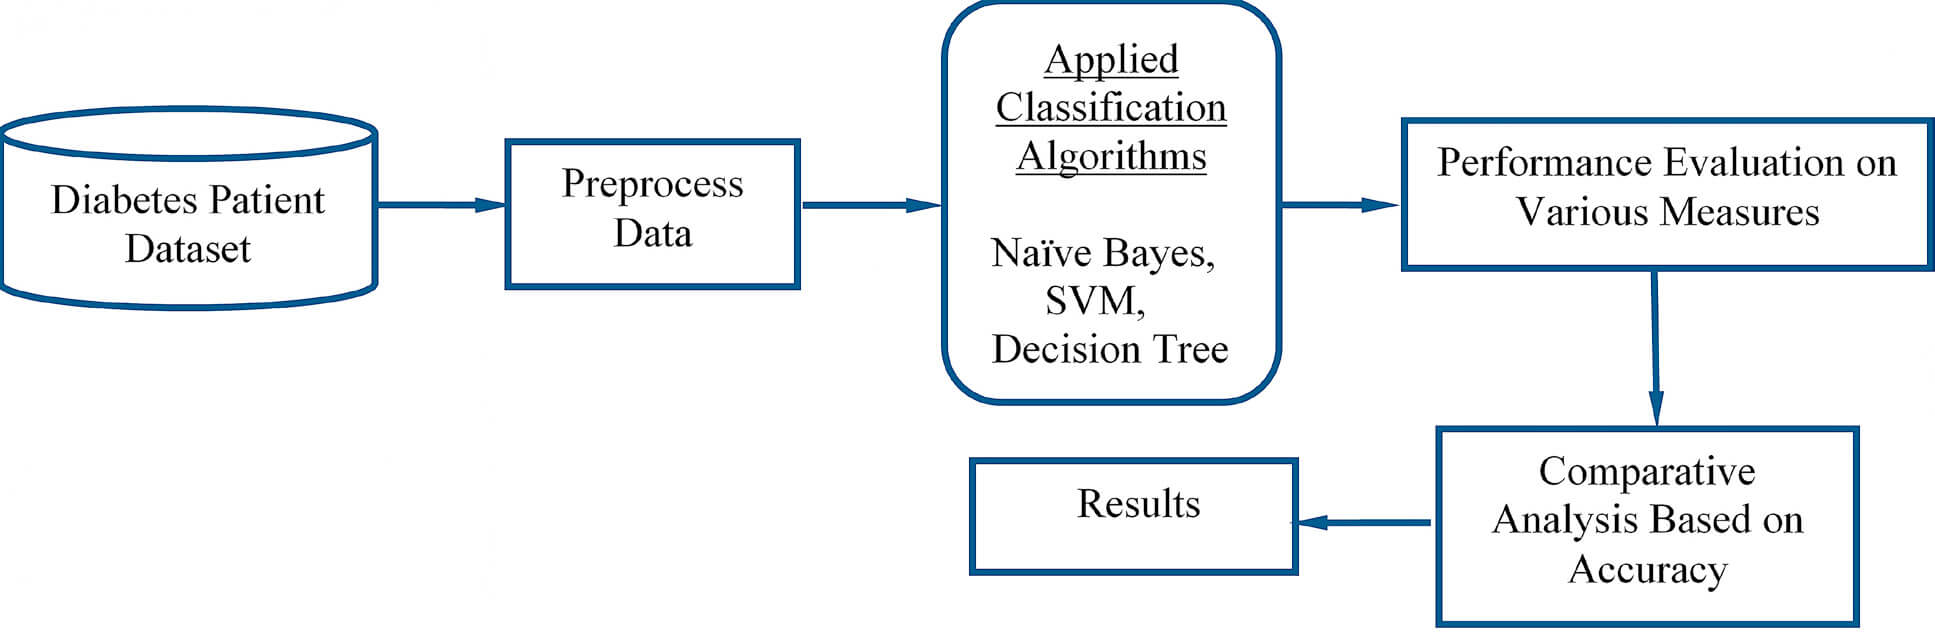 Diabetes Patient
Dataset
Preprocess
Data
Applied
Classification
Algorithms
Naïve Bayes,
SVM,
Decision Tree
Performance Evaluation on
Various Measures
Comparative
Analysis Based on
Accuracy
Results